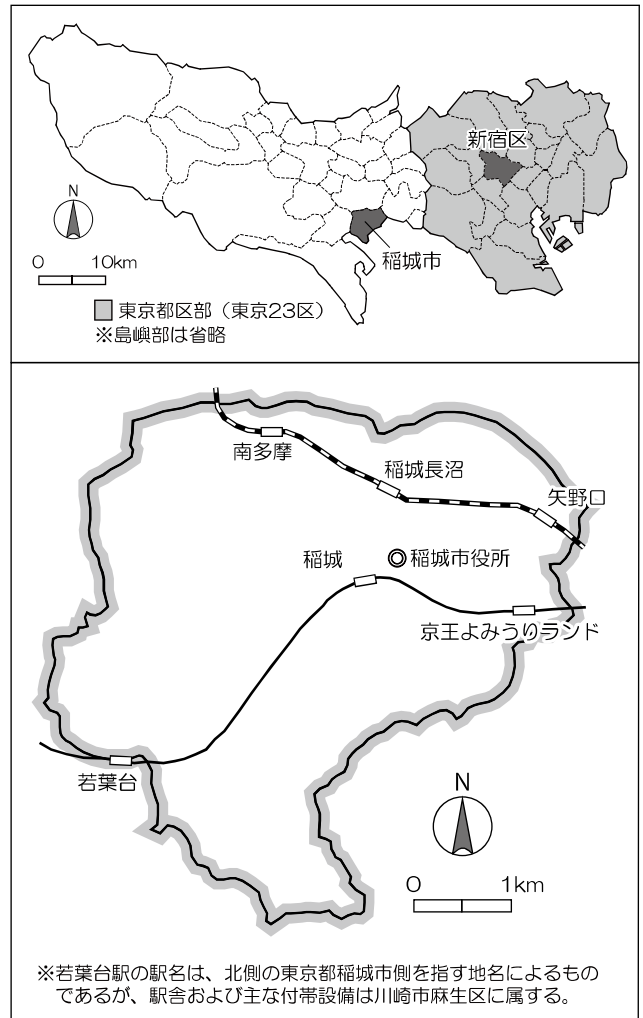 新宿区
N
0 10km
稲城市
東京都区部（東京23区）
※島嶼部は省略
南多摩
稲城長沼
矢野口
稲城
稲城市役所
京王よみうりランド
若葉台
N
0 1km
※若葉台駅の駅名は、北側の東京都稲城市側を指す地名によるもの
であるが、駅舎および主な付帯設備は川崎市麻生区に属する。